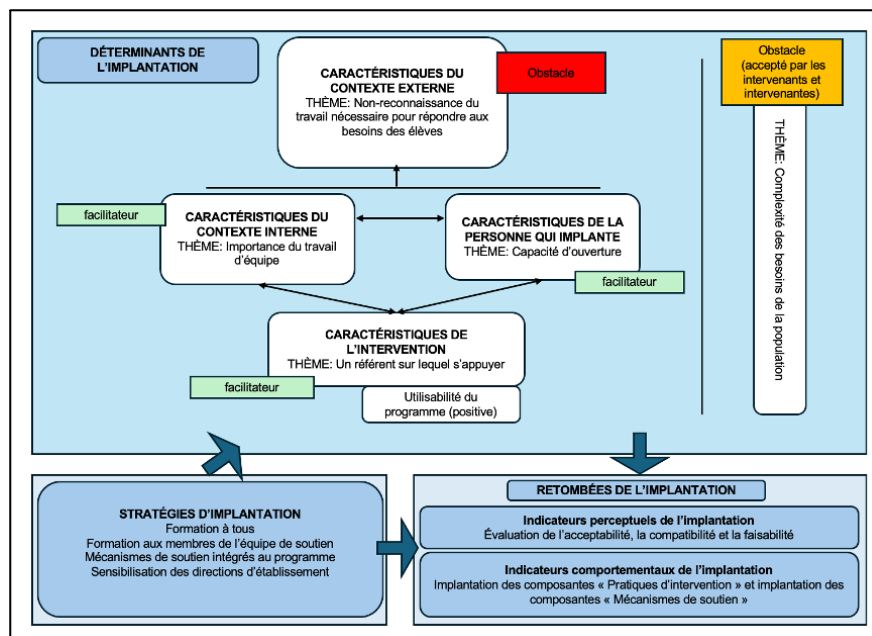 DÉTERMINANTS DE
L'IMPLANTATION
CARACTÉRISTIQUES DU
CONTEXTE EXTERNE
THÈME: Non-reconnaissance du
travail nécessaire pour répondre aux
besoins des élèves
Obstacle
Obstacle
(accepté par les
intervenants et
intervenantes)
THÈME: Complexité des besoins de la population
facilitateur
CARACTÉRISTIQUES DU
CONTEXTE INTERNE
THÈME: Importance du travail
d'équipe
CARACTÉRISTIQUES DE LA
PERSONNE QUI IMPLANTE
THÈME: Capacité d'ouverture
facilitateur
CARACTÉRISTIQUES DE
L'INTERVENTION
THÈME: Un référent sur lequel s'appuyer
facilitateur
Utilisabilité du
programme (positive)
STRATÉGIES D'IMPLANTATION
Formation à tous
Formation aux membres de l'équipe de soutien
Mécanismes de soutien intégrés au programme
Sensibilisation des directions d'établissement
RETOMBÉES DE L'IMPLANTATION
Indicateurs perceptuels de l'implantation
Évaluation de l'acceptabilité, la compatibilité et la faisabilité
Indicateurs comportementaux de l'implantation
Implantation des composantes « Pratiques d'intervention » et implantation des
composantes « Mécanismes de soutien »